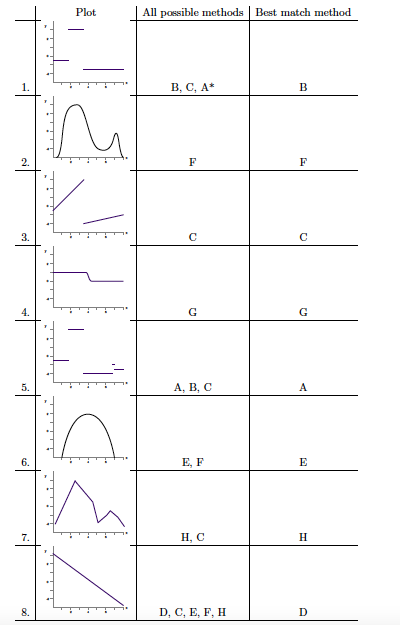 Plot All possible methods Best match method
1. B, C, A* B
2. F F
3. C C
4. G G
5. A, B, C A
6. E, F E
7. H, C H
8. D, C, E, F, H D